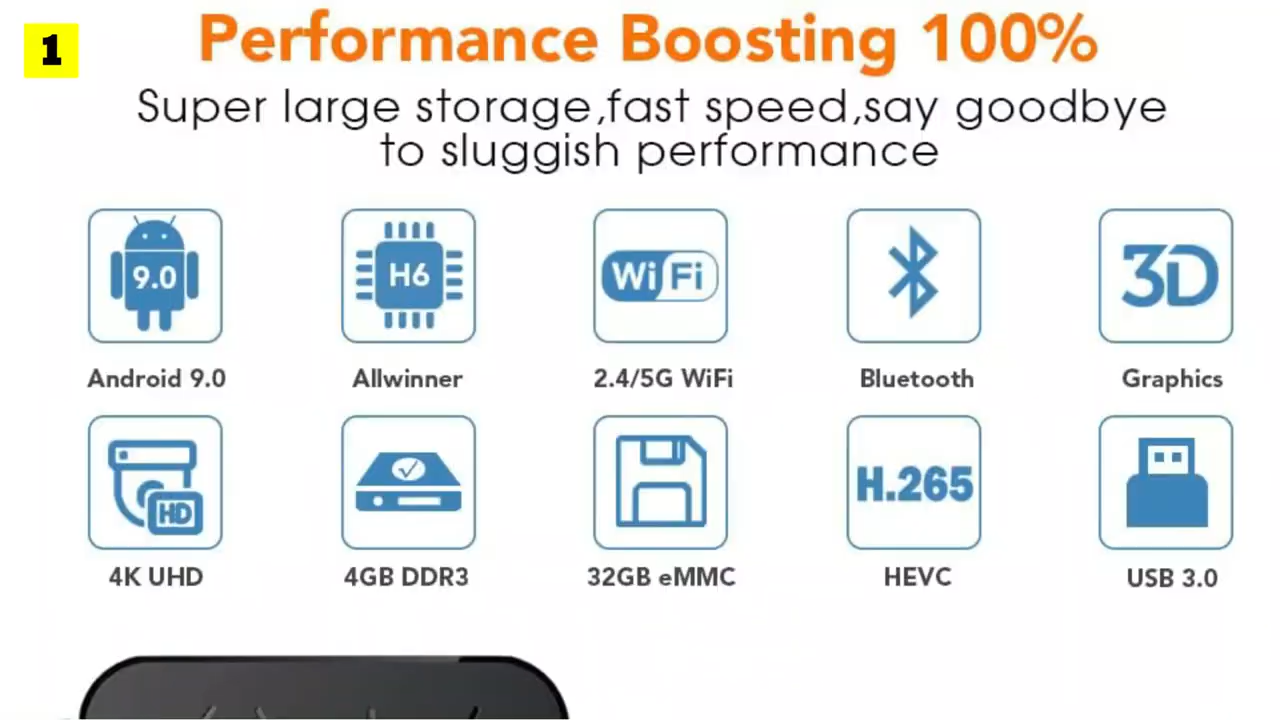 1
Performance Boosting 100%
Super large storage,fast speed,say goodbye
to sluggish performance
9.0
H6
WiFi
3D
Android 9.0
Allwinner
2.4/5G WiFi
Bluetooth
Graphics
HD
H.265
4K UHD
4GB DDR3
32GB eMMC
HEVC
USB 3.0